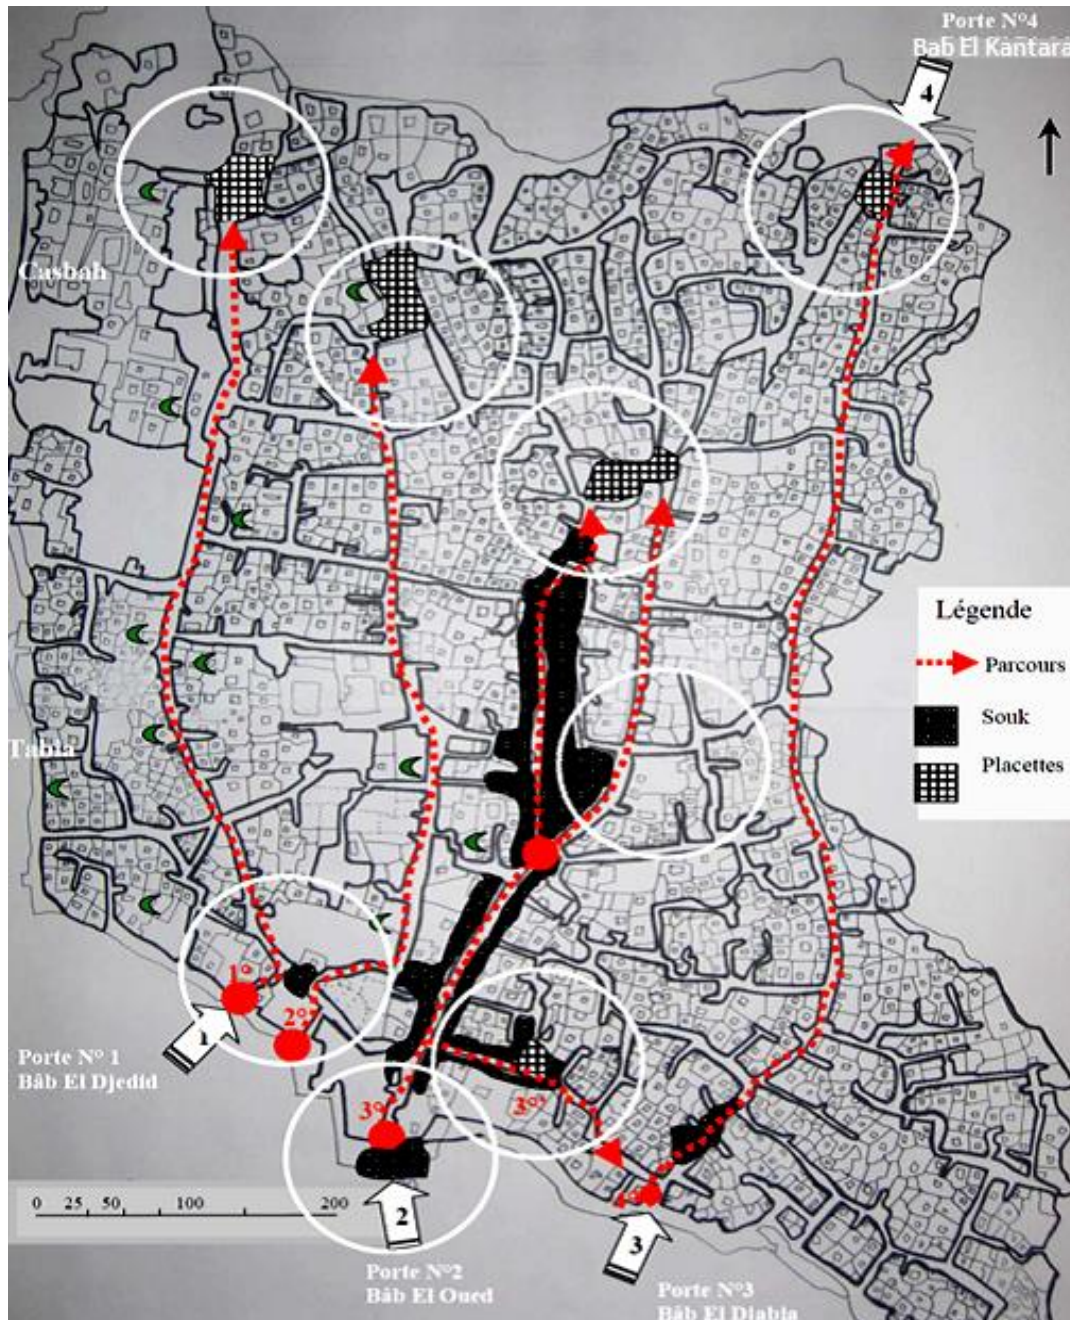 Porte N°4
Bab El Kantara
4
Casbah
Légende
Parcours
Souk
Placettes
Tabia
1°
2°
1
Porte N° 1
Bâb El Djedid
3°
3°'
4°
0 25 50 100 200
2
3
Porte N°2
Bâb El Oued
Porte N°3
Bâb El Djabia